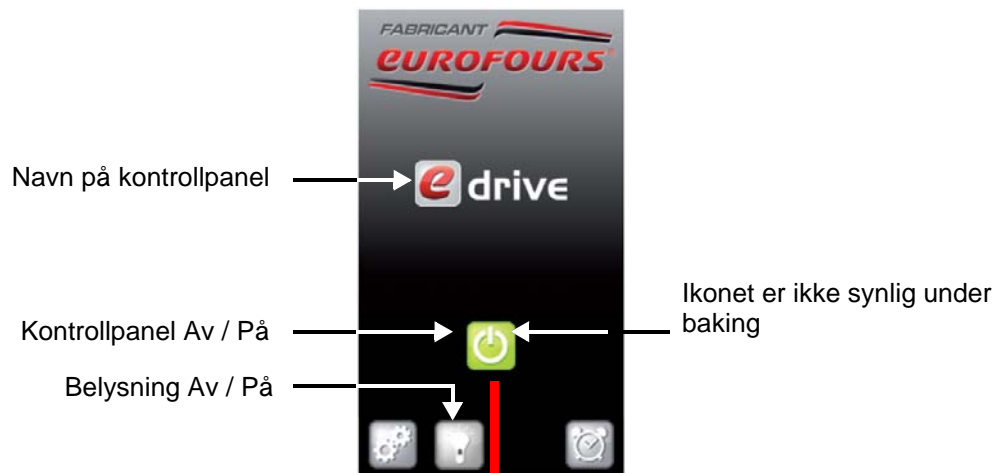 FABRICANT
EUROFOURS®
Navn på kontrollpanel
e drive
Ikonet er ikke synlig under
baking
Kontrollpanel Av / På
Belysning Av / På